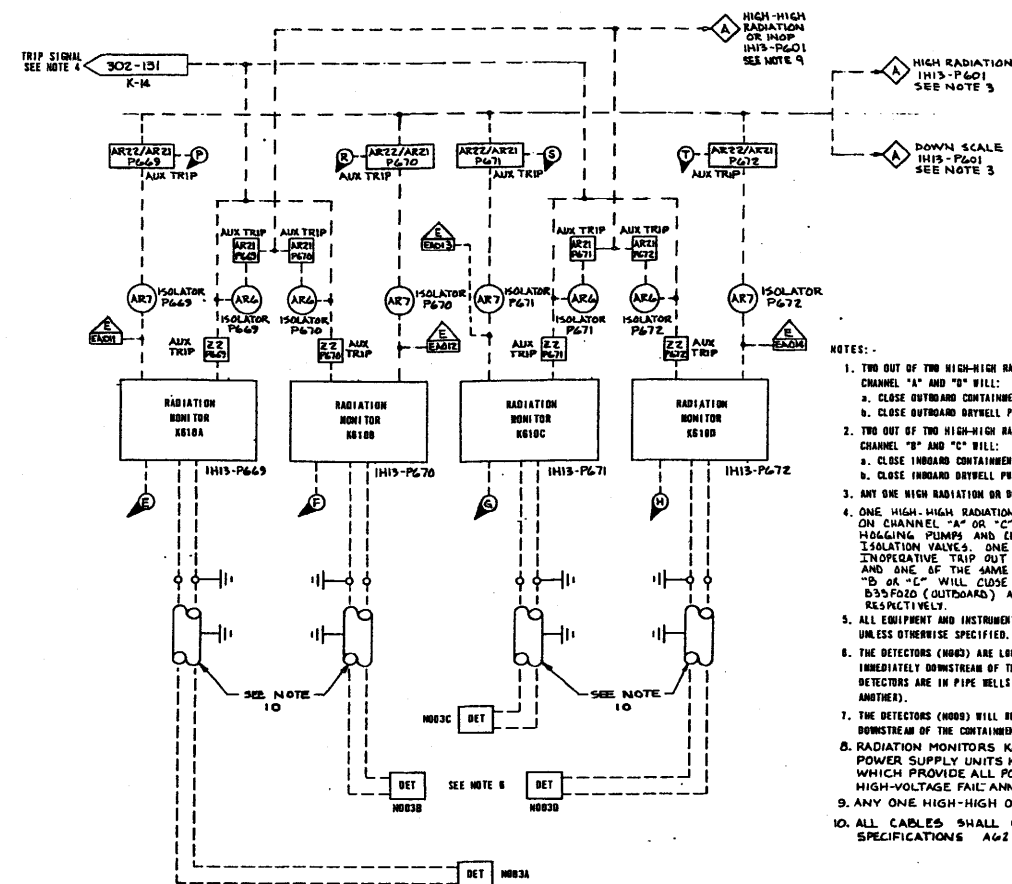 HIGH-HIGH
RADIATION
OR INOP
1H13-P601
SEE NOTE 9
A
TRIP SIGNAL
SEE NOTE 4
302-131
K-14
A
HIGH RADIATION
1H13-P601
SEE NOTE 3
A
DOWN SCALE
1H13-P601
SEE NOTE 3
AR22/AR21
P669
P
AUX TRIP
R
AR22/AR21
P670
AUX TRIP
AR22/AR21
P671
S
AUX TRIP
T
AR22/AR21
P672
AUX TRIP
AUX TRIP
AR21
P669
AUX TRIP
AR21
P670
E
EA013
AUX TRIP
AR21
P671
AUX TRIP
AR21
P672
AR7
ISOLATOR
P669
AR6
ISOLATOR
P669
AR6
ISOLATOR
P670
AR7
ISOLATOR
P670
AR7
ISOLATOR
P671
AR6
ISOLATOR
P671
AR6
ISOLATOR
P672
AR7
ISOLATOR
P672
E
EA011
AUX
TRIP
Z2
P669
Z2
P670
AUX
TRIP
E
EA012
AUX
TRIP
Z2
P671
Z2
P672
AUX
TRIP
E
EA014
RADIATION
MONITOR
K618A
1H13-P669
RADIATION
MONITOR
K618B
1H13-P670
RADIATION
MONITOR
K618C
1H13-P671
RADIATION
MONITOR
K618D
1H13-P672
E
F
G
H
SEE NOTE
10
SEE NOTE
10
N003C
DET
DET
N003B
SEE NOTE 6
DET
N003D
DET
N003A
NOTES: -
1. TWO OUT OF TWO HIGH-HIGH RA
CHANNEL "A" AND "D" WILL:
a. CLOSE OUTBOARD CONTAINME
b. CLOSE OUTBOARD DRYWELL P
2. TWO OUT OF TWO HIGH-HIGH RA
CHANNEL "B" AND "C" WILL:
a. CLOSE INBOARD CONTAINMEN
b. CLOSE INBOARD DRYWELL PU
3. ANY ONE HIGH RADIATION OR D
4. ONE HIGH-HIGH RADIATION
ON CHANNEL "A" OR "C"
HOGGING PUMPS AND CL
ISOLATION VALVES. ONE
INOPERATIVE TRIP OUT
AND ONE OF THE SAME
"B OR "C" WILL CLOSE
B33F020 (OUTBOARD) A
RESPECTIVELY.
5. ALL EQUIPMENT AND INSTRUMEN
UNLESS OTHERWISE SPECIFIED.
6. THE DETECTORS (N003) ARE LO
IMMEDIATELY DOWNSTREAM OF T
DETECTORS ARE IN PIPE WELLS
ANOTHER).
7. THE DETECTORS (N009) WILL BE
DOWNSTREAM OF THE CONTAINMEN
8. RADIATION MONITORS K
POWER SUPPLY UNITS K
WHICH PROVIDE ALL PO
HIGH-VOLTAGE FAIL ANN
9. ANY ONE HIGH-HIGH O
10. ALL CABLES SHALL
SPECIFICATIONS A62